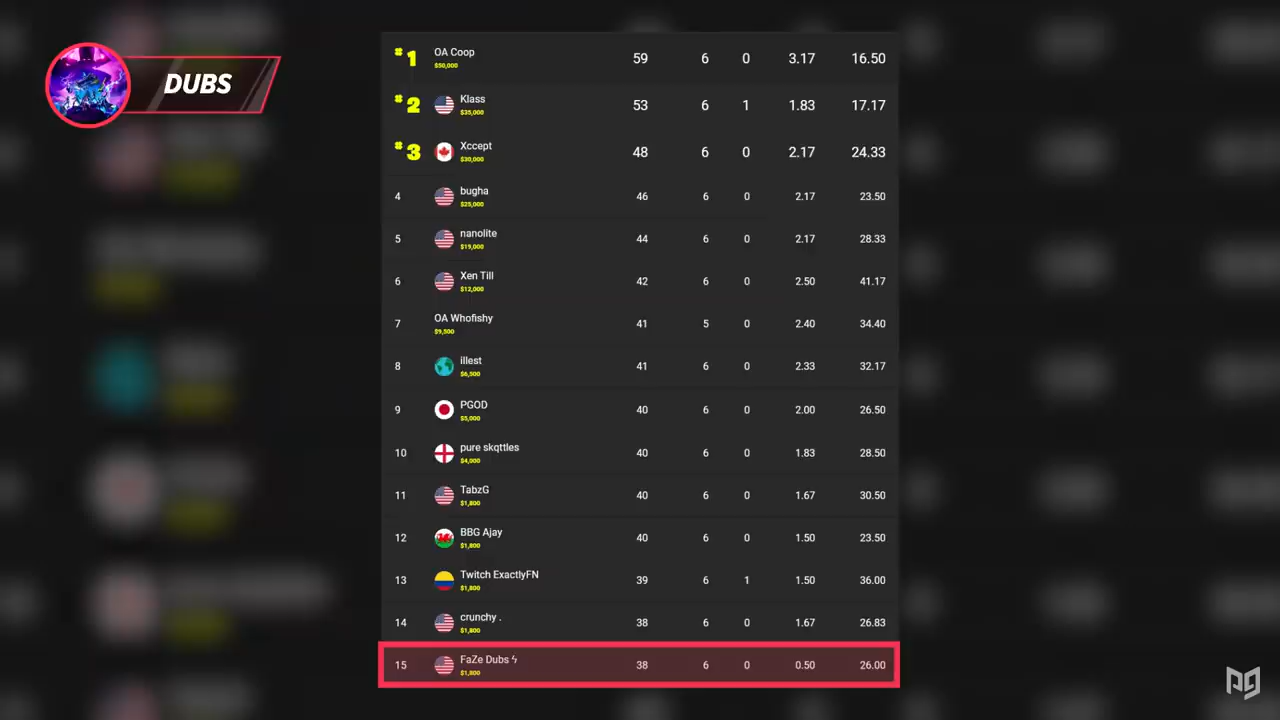 DUBS
#1 OA Coop 59 6 0 3.17 16.50
$50,000
#2 Klass 53 6 1 1.83 17.17
$35,000
#3 Xccept 48 6 0 2.17 24.33
$30,000
4 bugha 46 6 0 2.17 23.50
$25,000
5 nanolite 44 6 0 2.17 28.33
$19,000
6 Xen Till 42 6 0 2.50 41.17
$12,000
7 OA Whofishy 41 5 0 2.40 34.40
$9,500
8 illest 41 6 0 2.33 32.17
$6,500
9 PGOD 40 6 0 2.00 26.50
$5,000
10 pure skqttles 40 6 0 1.83 28.50
$4,000
11 TabzG 40 6 0 1.67 30.50
$1,800
12 BBG Ajay 40 6 0 1.50 23.50
$1,800
13 Twitch ExactlyFN 39 6 1 1.50 36.00
$1,800
14 crunchy . 38 6 0 1.67 26.83
$1,800
15 FaZe Dubs ϟ 38 6 0 0.50 26.00
$1,800